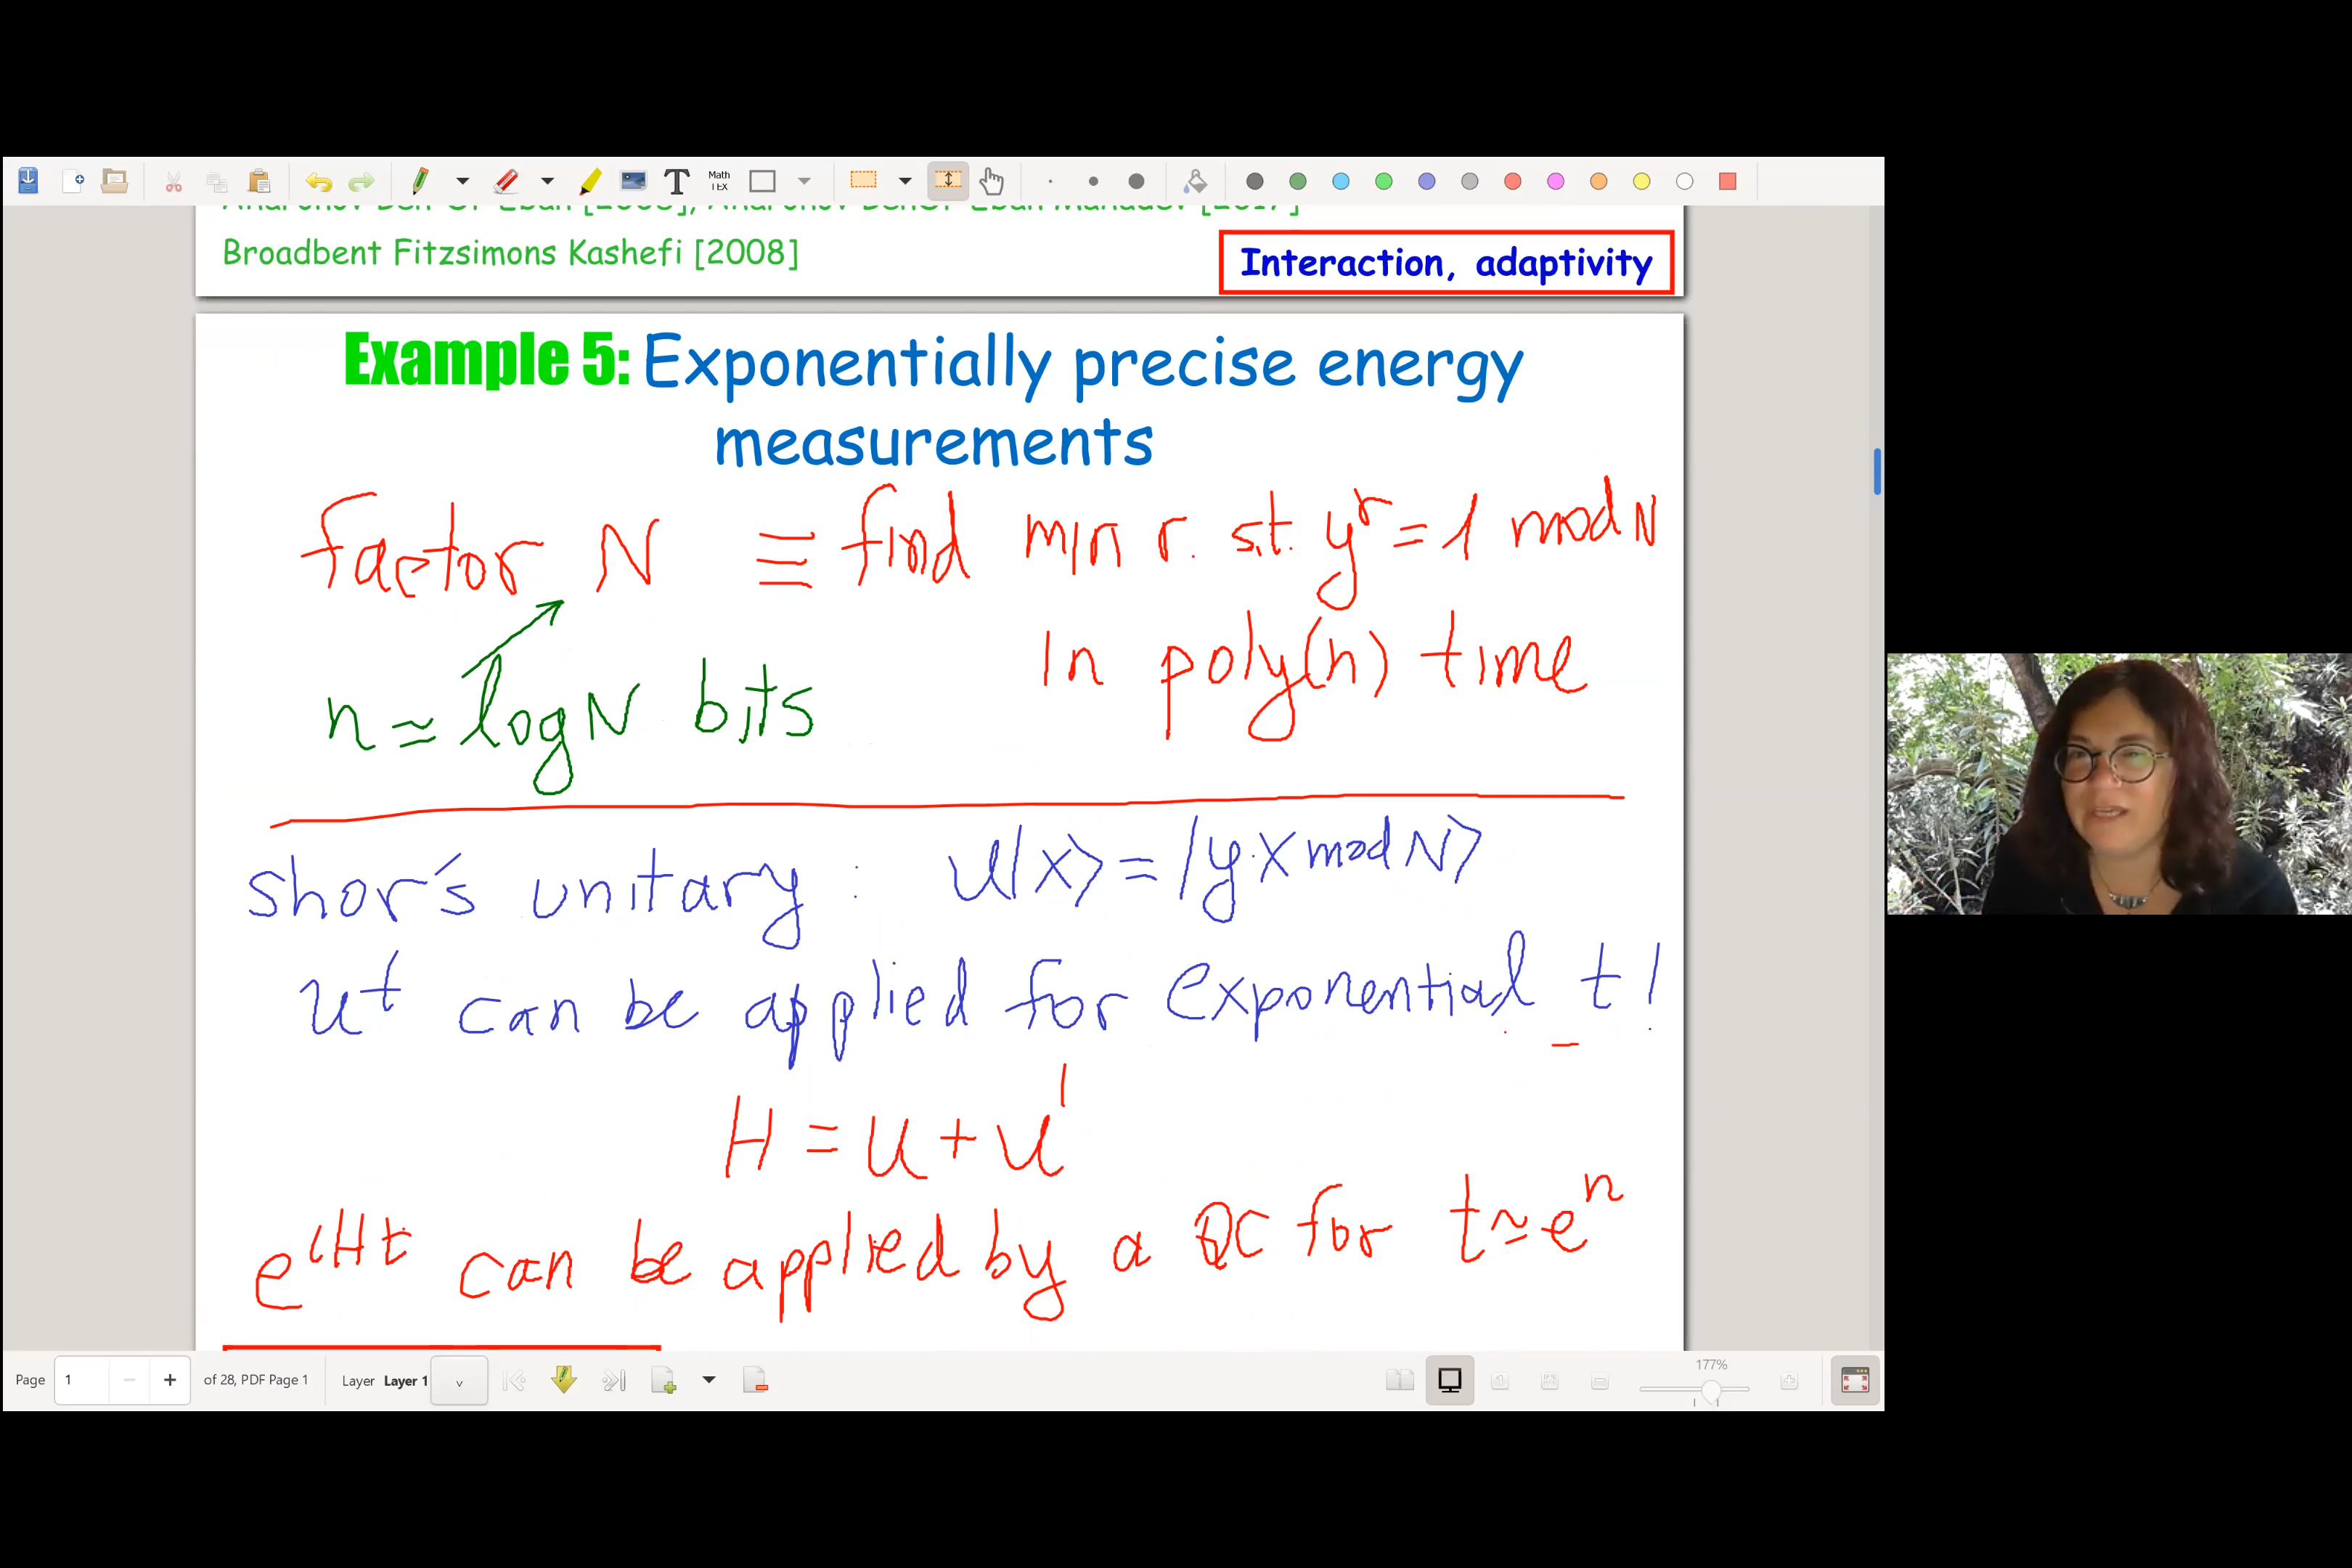 T
Math
TEX
Broadbent Fitzsimons Kashefi [2008]
Interaction, adaptivity
Example 5: Exponentially precise energy
measurements
factor N ≡ find min r. s.t. y^r = 1 mod N
in poly(n) time
n ≃ log N bits
Shor's unitary : U|x⟩ = |y·x mod N⟩
U^t can be applied for exponential t!
H = U + U^†
e^iHt can be applied by a QC for t ≃ e^n
Page 1 − + of 28, PDF Page 1 Layer Layer 1 v 177%